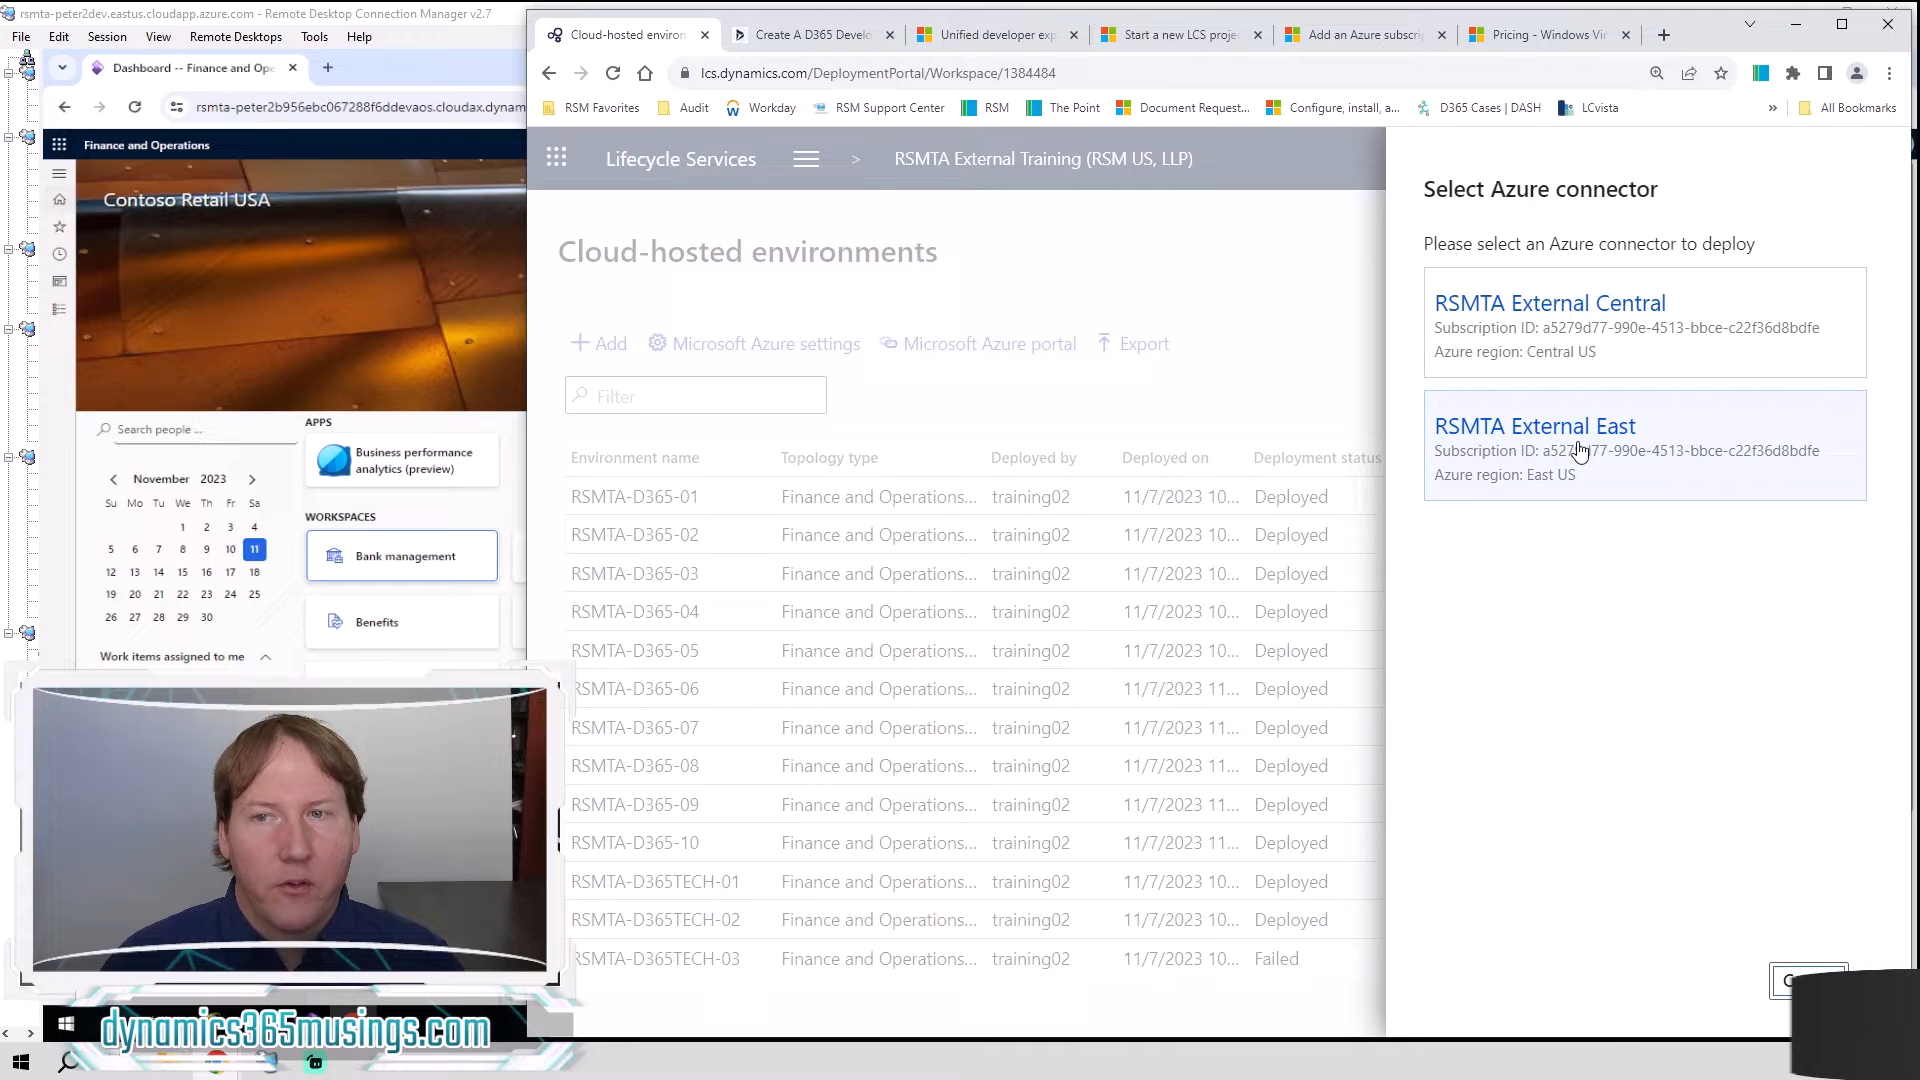 rsmta-peter2dev.eastus.cloudapp.azure.com - Remote Desktop Connection Manager v2.7
File Edit Session View Remote Desktops Tools Help
Dashboard -- Finance and Ope
rsmta-peter2b956ebc067288f6ddevaos.cloudax.dynam
Finance and Operations
Contoso Retail USA
Search people ...
November 2023
Su Mo Tu We Th Fr Sa
1 2 3 4
5 6 7 8 9 10 11
12 13 14 15 16 17 18
19 20 21 22 23 24 25
26 27 28 29 30
Work items assigned to me
APPS
Business performance
analytics (preview)
WORKSPACES
Bank management
Benefits
Cloud-hosted environ
Create A D365 Develo
Unified developer exp
Start a new LCS proje
Add an Azure subscrip
Pricing - Windows Vir
lcs.dynamics.com/DeploymentPortal/Workspace/1384484
RSM Favorites Audit Workday RSM Support Center RSM The Point Document Request... Configure, install, a... D365 Cases | DASH LCvista » All Bookmarks
Lifecycle Services > RSMTA External Training (RSM US, LLP)
Cloud-hosted environments
Add Microsoft Azure settings Microsoft Azure portal Export
Filter
Environment name Topology type Deployed by Deployed on Deployment status
RSMTA-D365-01 Finance and Operations... training02 11/7/2023 10... Deployed
RSMTA-D365-02 Finance and Operations... training02 11/7/2023 10... Deployed
RSMTA-D365-03 Finance and Operations... training02 11/7/2023 10... Deployed
RSMTA-D365-04 Finance and Operations... training02 11/7/2023 10... Deployed
RSMTA-D365-05 Finance and Operations... training02 11/7/2023 10... Deployed
RSMTA-D365-06 Finance and Operations... training02 11/7/2023 11... Deployed
RSMTA-D365-07 Finance and Operations... training02 11/7/2023 11... Deployed
RSMTA-D365-08 Finance and Operations... training02 11/7/2023 11... Deployed
RSMTA-D365-09 Finance and Operations... training02 11/7/2023 11... Deployed
RSMTA-D365-10 Finance and Operations... training02 11/7/2023 11... Deployed
RSMTA-D365TECH-01 Finance and Operations... training02 11/7/2023 10... Deployed
RSMTA-D365TECH-02 Finance and Operations... training02 11/7/2023 10... Deployed
RSMTA-D365TECH-03 Finance and Operations... training02 11/7/2023 10... Failed
Select Azure connector
Please select an Azure connector to deploy
RSMTA External Central
Subscription ID: a5279d77-990e-4513-bbce-c22f36d8bdfe
Azure region: Central US
RSMTA External East
Subscription ID: a5279d77-990e-4513-bbce-c22f36d8bdfe
Azure region: East US
dynamics365musings.com